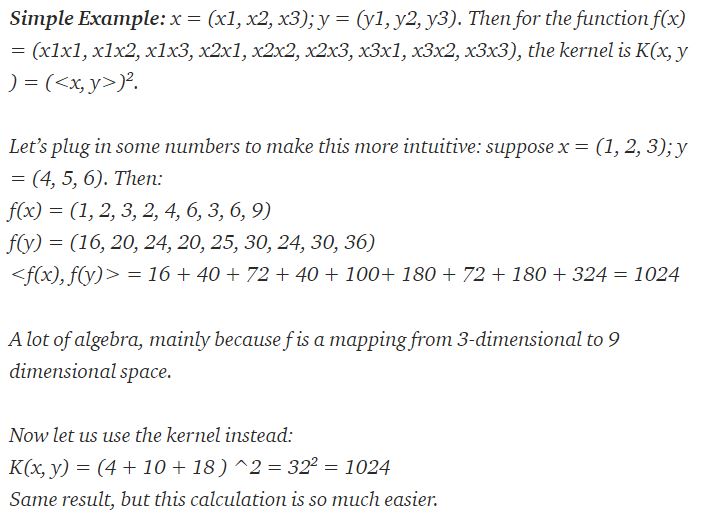 Simple Example: x = (x1, x2, x3); y = (y1, y2, y3). Then for the function f(x)
= (x1x1, x1x2, x1x3, x2x1, x2x2, x2x3, x3x1, x3x2, x3x3), the kernel is K(x, y
) = (<x, y>)².
Let’s plug in some numbers to make this more intuitive: suppose x = (1, 2, 3); y
= (4, 5, 6). Then:
f(x) = (1, 2, 3, 2, 4, 6, 3, 6, 9)
f(y) = (16, 20, 24, 20, 25, 30, 24, 30, 36)
<f(x), f(y)> = 16 + 40 + 72 + 40 + 100+ 180 + 72 + 180 + 324 = 1024
A lot of algebra, mainly because f is a mapping from 3-dimensional to 9
dimensional space.
Now let us use the kernel instead:
K(x, y) = (4 + 10 + 18 ) ^2 = 32² = 1024
Same result, but this calculation is so much easier.